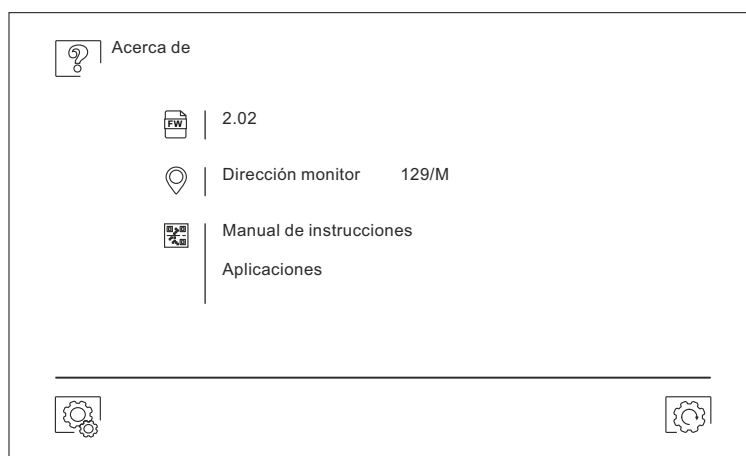 Acerca de
FW
2.02
Dirección monitor 129/M
Manual de instrucciones
Aplicaciones